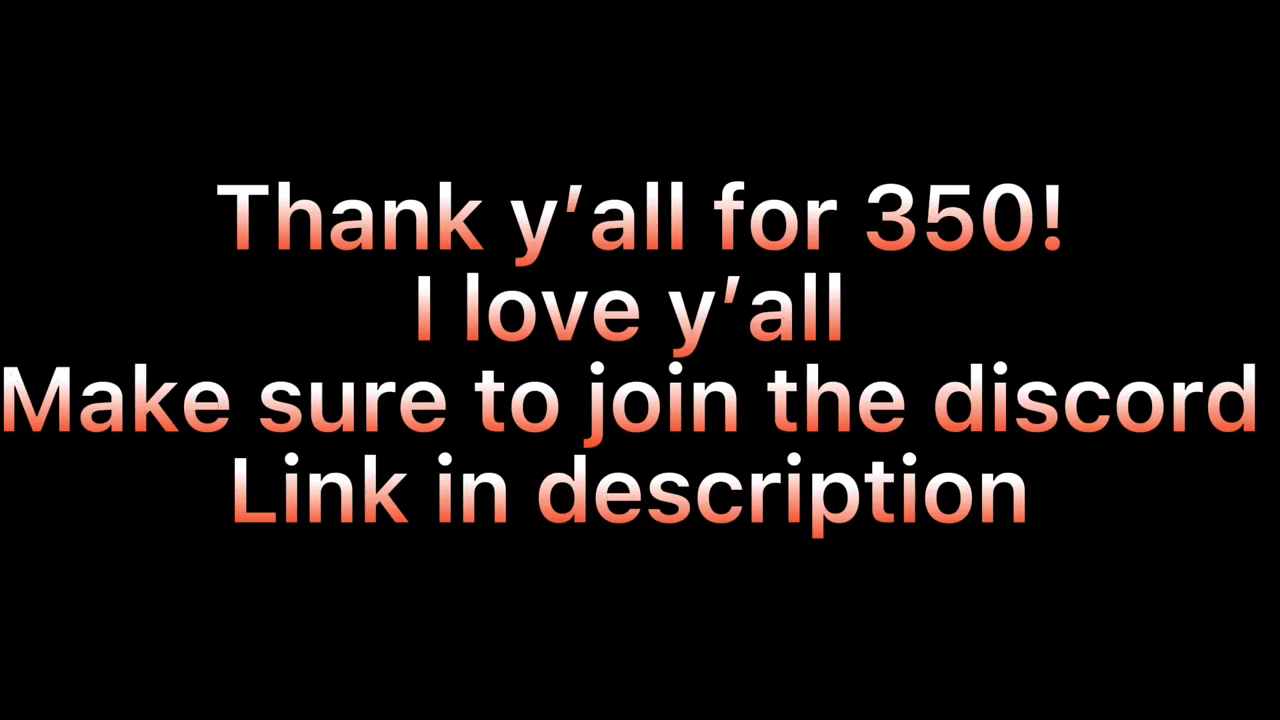 Thank y’all for 350!
I love y’all
Make sure to join the discord
Link in description